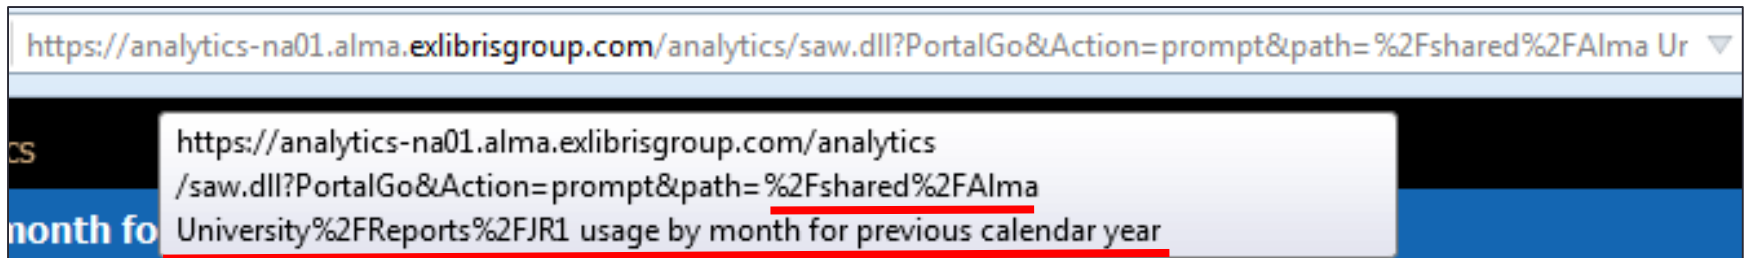 https://analytics-na01.alma.exlibrisgroup.com/analytics/saw.dll?PortalGo&Action=prompt&path=%2Fshared%2FAlma Ur
cs
https://analytics-na01.alma.exlibrisgroup.com/analytics
/saw.dll?PortalGo&Action=prompt&path=%2Fshared%2FAlma
month fo
University%2FReports%2FJR1 usage by month for previous calendar year